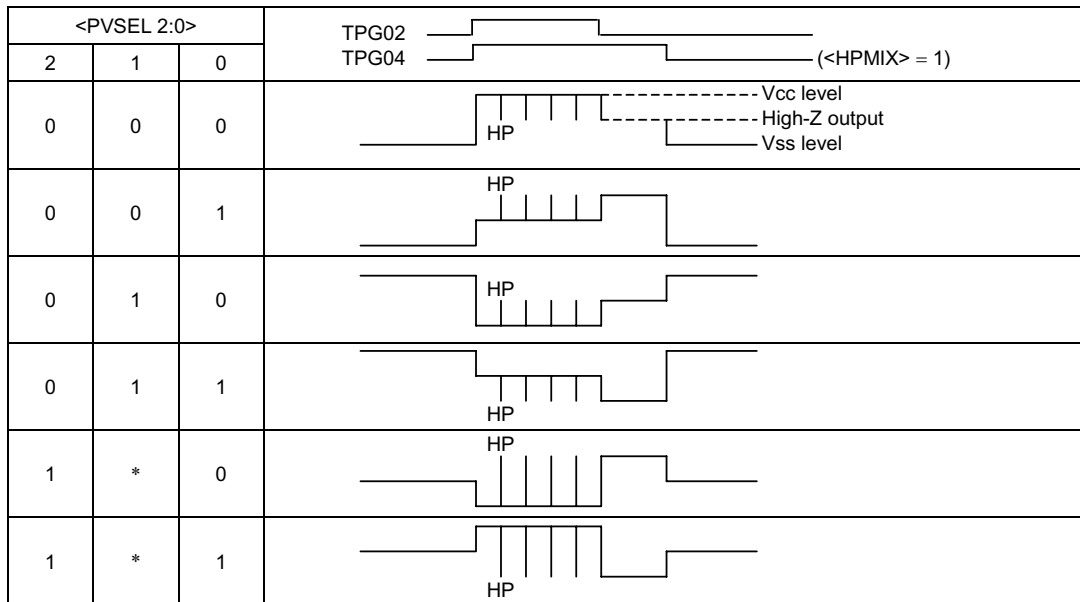 <PVSEL 2:0>
2 1 0
TPG02
TPG04 (<HPMIX> = 1)
0 0 0
HP
Vcc level
High-Z output
Vss level
0 0 1
HP
0 1 0
HP
0 1 1
HP
1 * 0
HP
1 * 1
HP